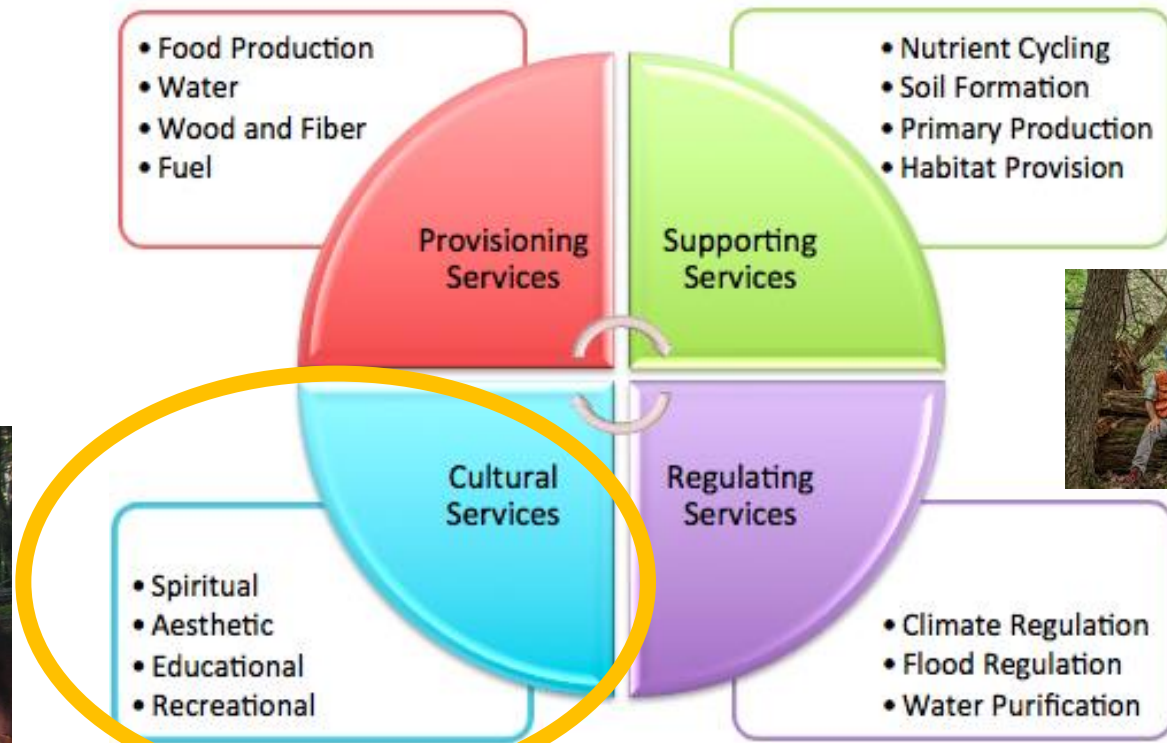 • Food Production
• Water
• Wood and Fiber
• Fuel
• Nutrient Cycling
• Soil Formation
• Primary Production
• Habitat Provision
Provisioning
Services
Supporting
Services
Cultural
Services
Regulating
Services
• Spiritual
• Aesthetic
• Educational
• Recreational
• Climate Regulation
• Flood Regulation
• Water Purification